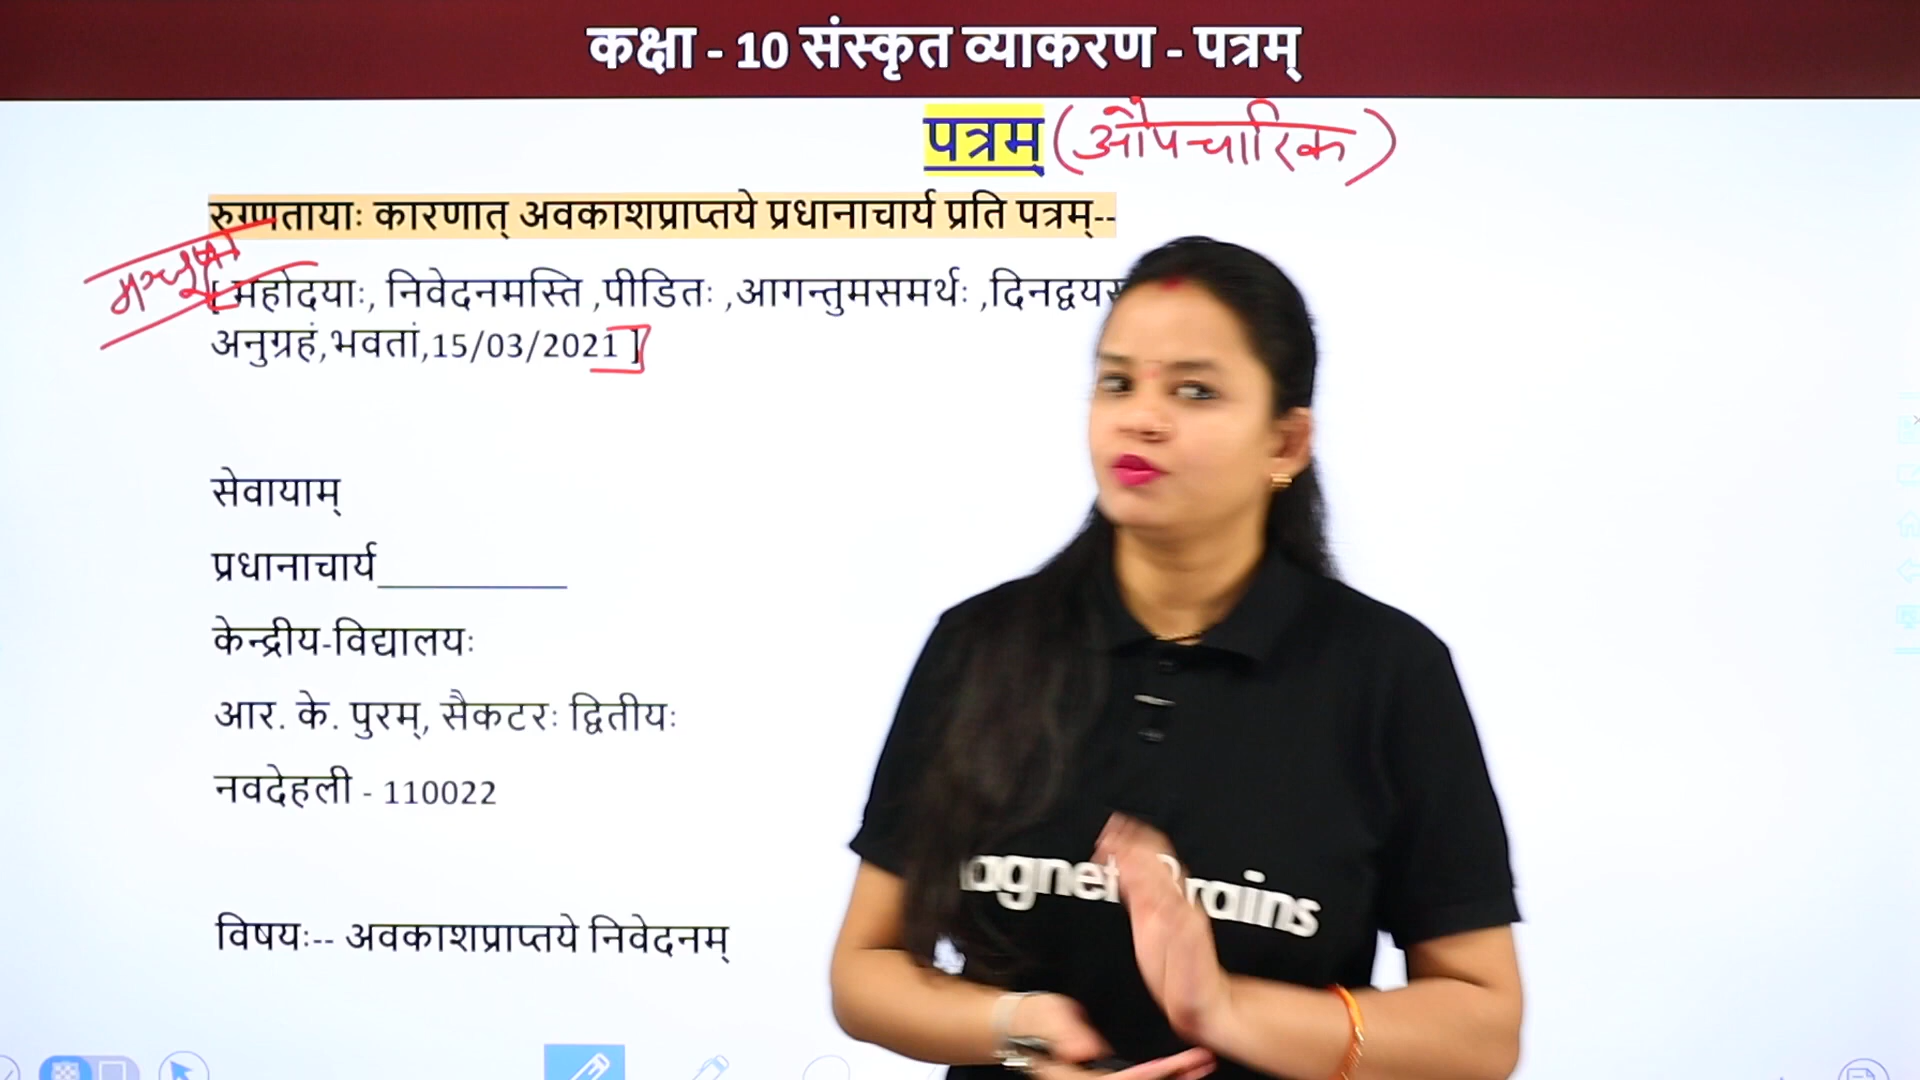 कक्षा - 10 संस्कृत व्याकरण - पत्रम्
पत्रम् (औपचारिक)
रुग्णतायाः कारणात् अवकाशप्राप्तये प्रधानाचार्य प्रति पत्रम्--
मञ्जूषा
[ महोदयाः, निवेदनमस्ति ,पीडितः ,आगन्तुमसमर्थः ,
अनुग्रहं,भवतां,15/03/2021 ]
सेवायाम्
प्रधानाचार्य__________
केन्द्रीय-विद्यालयः
आर. के. पुरम्, सैकटरः द्वितीयः
नवदेहली - 110022
विषयः-- अवकाशप्राप्तये निवेदनम्